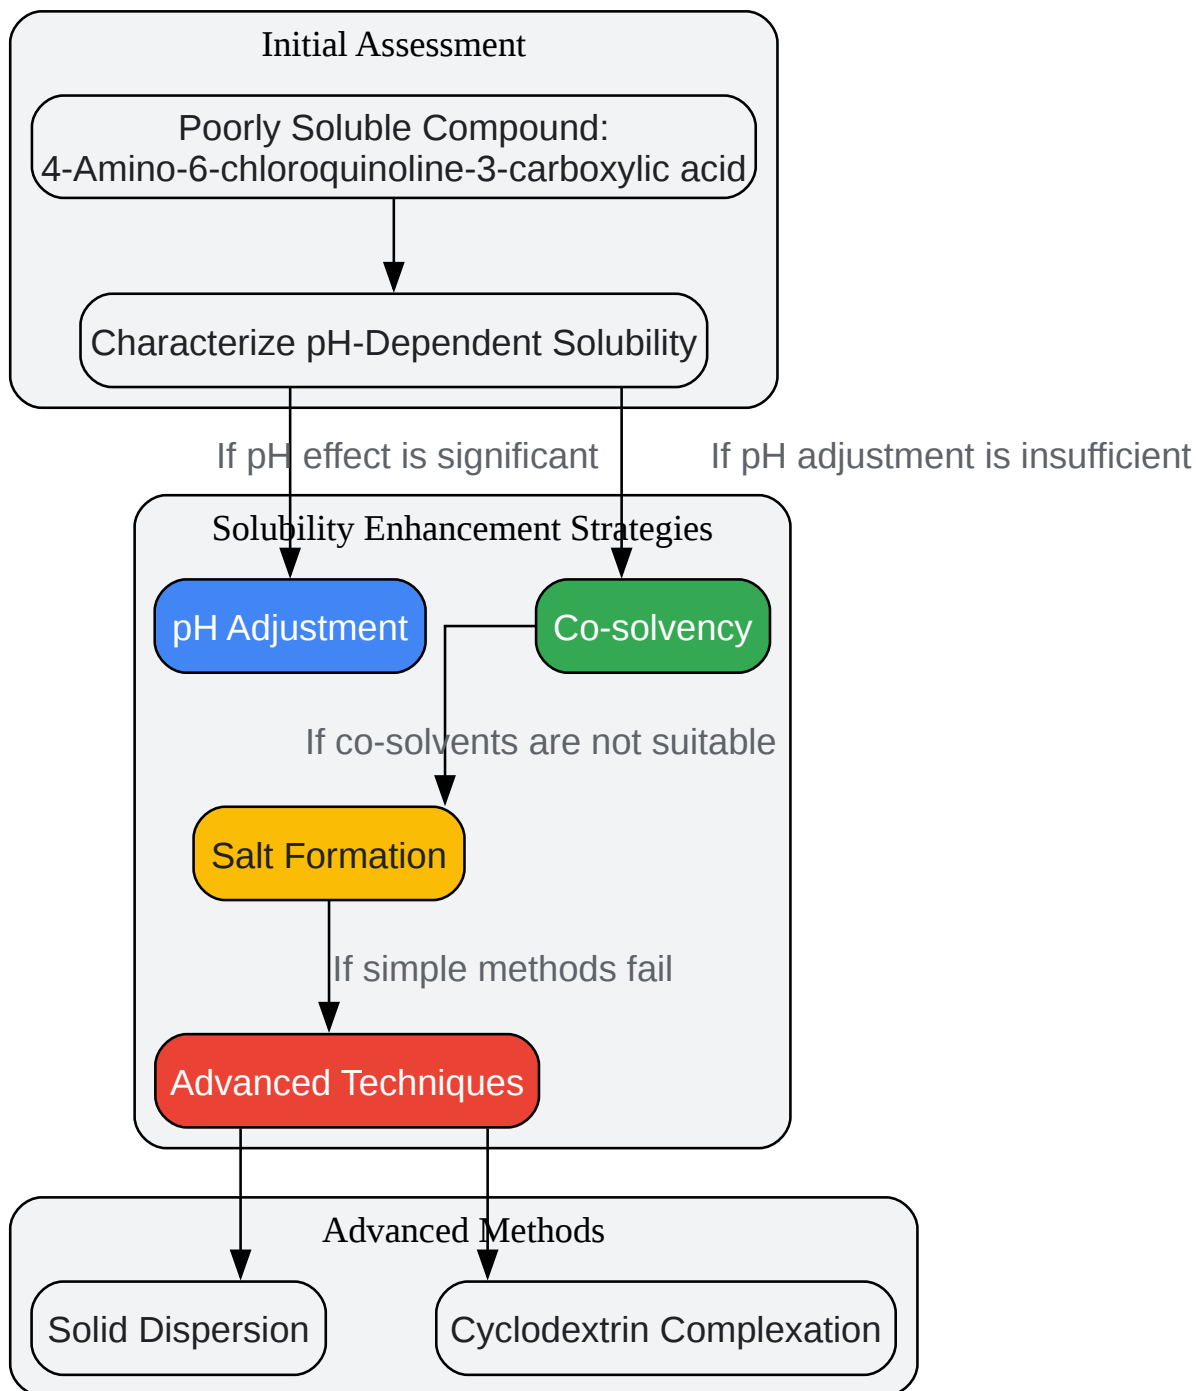 Initial Assessment
Poorly Soluble Compound:
4-Amino-6-chloroquinoline-3-carboxylic acid
Characterize pH-Dependent Solubility
If pH effect is significant
If pH adjustment is insufficient
Solubility Enhancement Strategies
pH Adjustment
Co-solvency
If co-solvents are not suitable
Salt Formation
If simple methods fail
Advanced Techniques
Advanced Methods
Solid Dispersion
Cyclodextrin Complexation